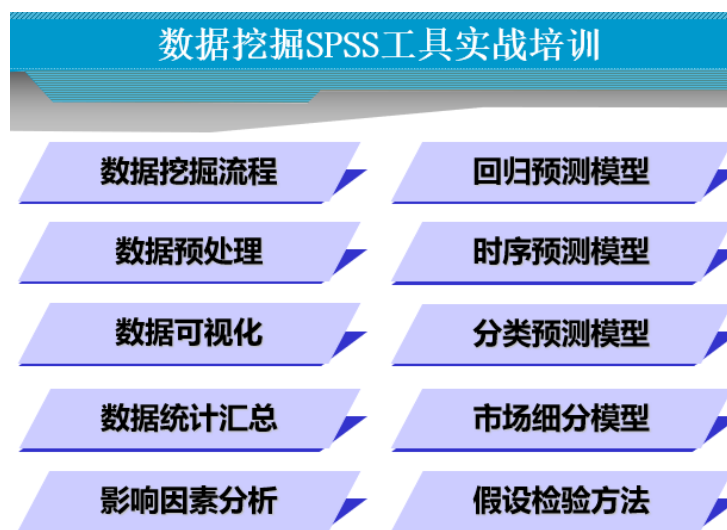 数据挖掘SPSS工具实战培训
数据挖掘流程
回归预测模型
数据预处理
时序预测模型
数据可视化
分类预测模型
数据统计汇总
市场细分模型
影响因素分析
假设检验方法